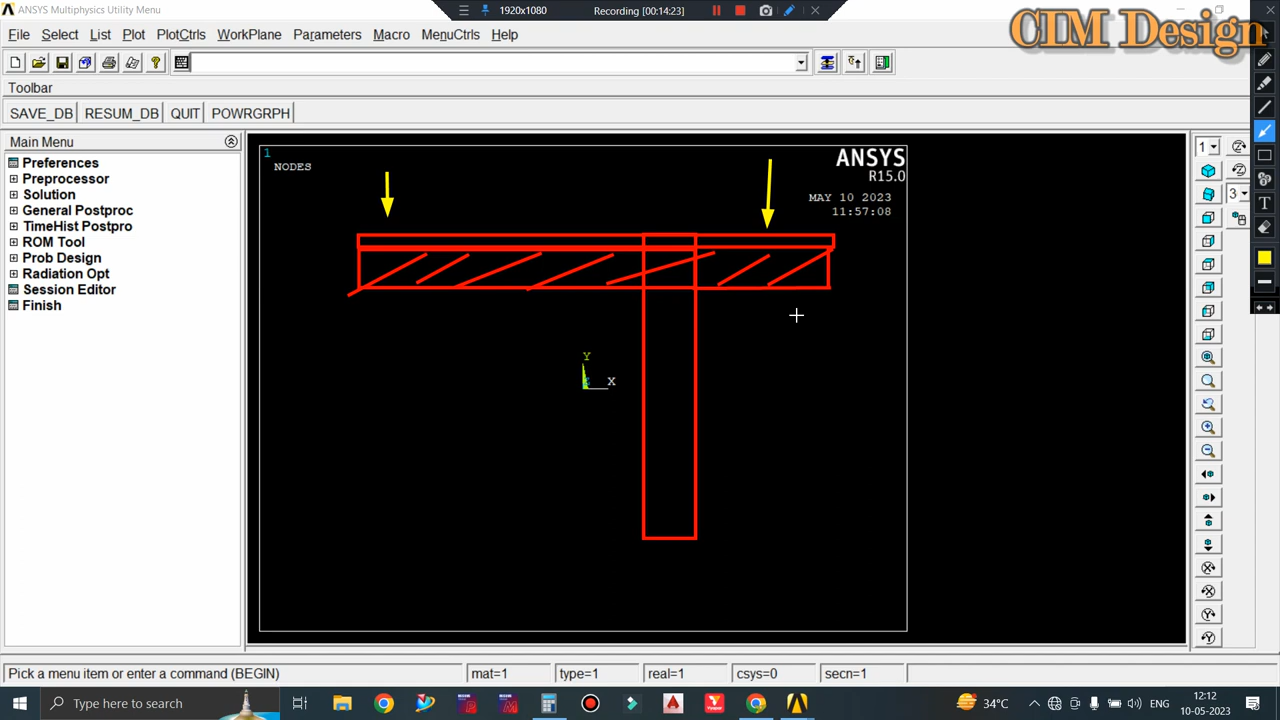 ANSYS Multiphysics Utility Menu
1920x1080
Recording [00:14:23]
CIM Design
File Select List Plot PlotCtrls WorkPlane Parameters Macro MenuCtrls Help
Toolbar
SAVE_DB RESUM_DB QUIT POWRGRPH
Main Menu
Preferences
Preprocessor
Solution
General Postproc
TimeHist Postpro
ROM Tool
Prob Design
Radiation Opt
Session Editor
Finish
1
NODES
ANSYS
R15.0
MAY 10 2023
11:57:08
Y
X
1
3
T
Pick a menu item or enter a command (BEGIN)
mat=1
type=1
real=1
csys=0
secn=1
Type here to search
34°C
ENG
12:12
10-05-2023